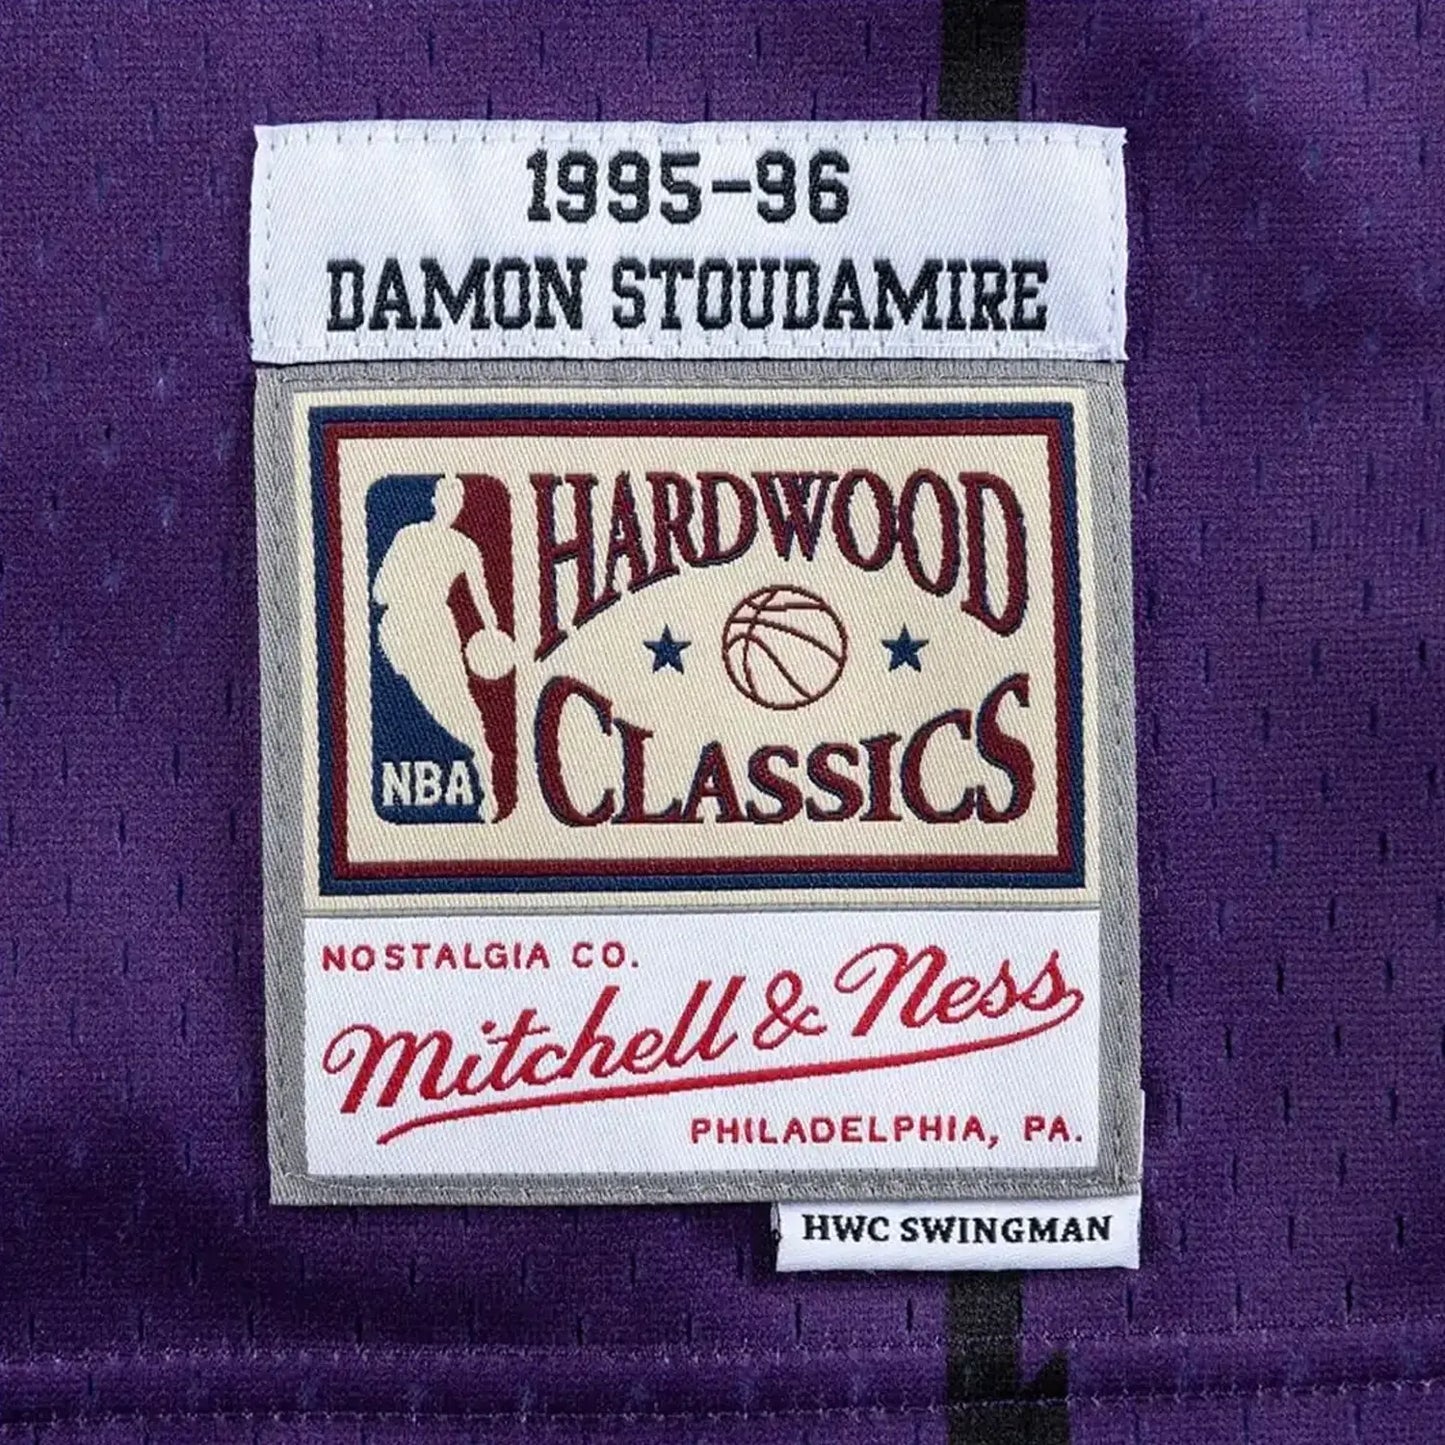 1995-96
DAMON STOUDAMIRE
HARDWOOD
CLASSICS
NBA
NOSTALGIA CO.
Mitchell & Ness
PHILADELPHIA, PA.
HWC SWINGMAN